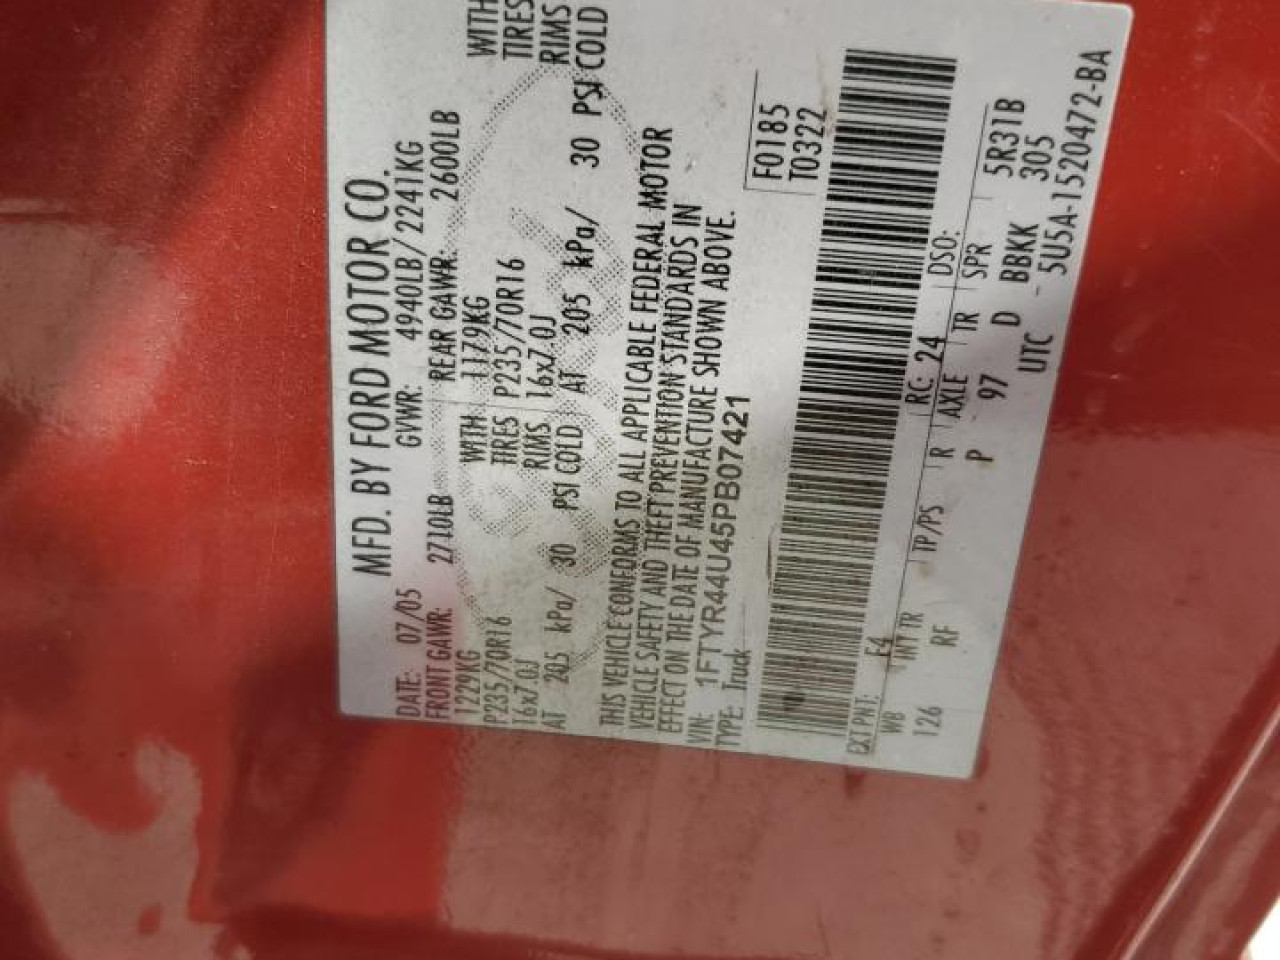 MFD. BY FORD MOTOR CO.
DATE: 07/05 GVWR: 4940LB/2241KG
FRONT GAWR: 2710LB REAR GAWR: 2600LB
1229KG WITH 1179KG WITH
P235/70R16 TIRES P235/70R16 TIRES
16x7.0J RIMS 16x7.0J RIMS
AT 205 kPa/ 30 PSI COLD AT 205 kPa/ 30 PSI COLD
THIS VEHICLE CONFORMS TO ALL APPLICABLE FEDERAL MOTOR
VEHICLE SAFETY AND THEFT PREVENTION STANDARDS IN
EFFECT ON THE DATE OF MANUFACTURE SHOWN ABOVE.
VIN: 1FTYR44U45PB07421 F0185
TYPE: Truck T0322
EXT PNT: E4 RC: 24 DSO:
WB INT TR TP/PS R AXLE TR SPR 5R31B
126 RF P 97 D BBKK 305
UTC 5U5A-1520472-BA